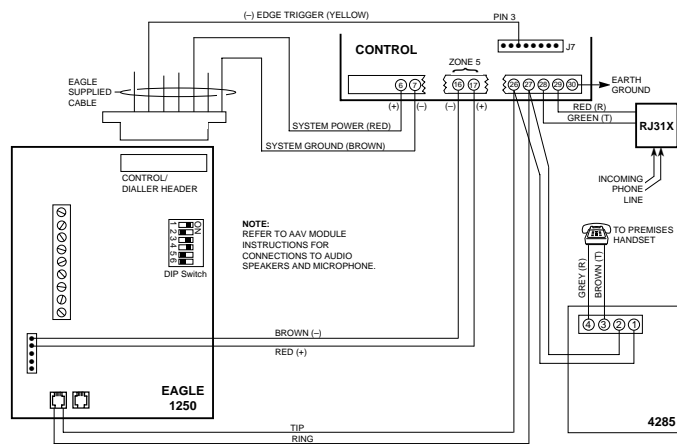 (–) EDGE TRIGGER (YELLOW)
PIN 3
CONTROL
J7
ZONE 5
EAGLE
SUPPLIED
CABLE
6 7
16 17
26 27 28 29 30
EARTH
GROUND
(+) (–)
(–) (+)
RED (R)
GREEN (T)
RJ31X
SYSTEM POWER (RED)
SYSTEM GROUND (BROWN)
INCOMING
PHONE
LINE
CONTROL/
DIALLER HEADER
ON
1 2 3 4 5 6
DIP Switch
NOTE:
REFER TO AAV MODULE
INSTRUCTIONS FOR
CONNECTIONS TO AUDIO
SPEAKERS AND MICROPHONE.
TO PREMISES
HANDSET
GREY (R)
BROWN (T)
4 3 2 1
BROWN (–)
RED (+)
EAGLE
1250
4285
TIP
RING